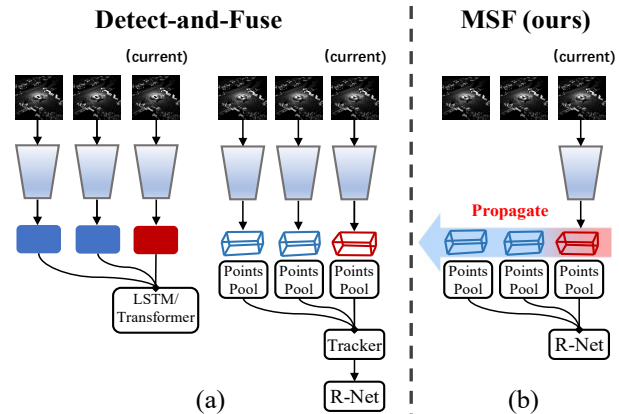 Detect-and-Fuse
MSF (ours)
(current)
(current)
(current)
Propagate
Points
Pool
Points
Pool
Points
Pool
Points
Pool
Points
Pool
Points
Pool
LSTM/
Transformer
Tracker
R-Net
R-Net
(a)
(b)